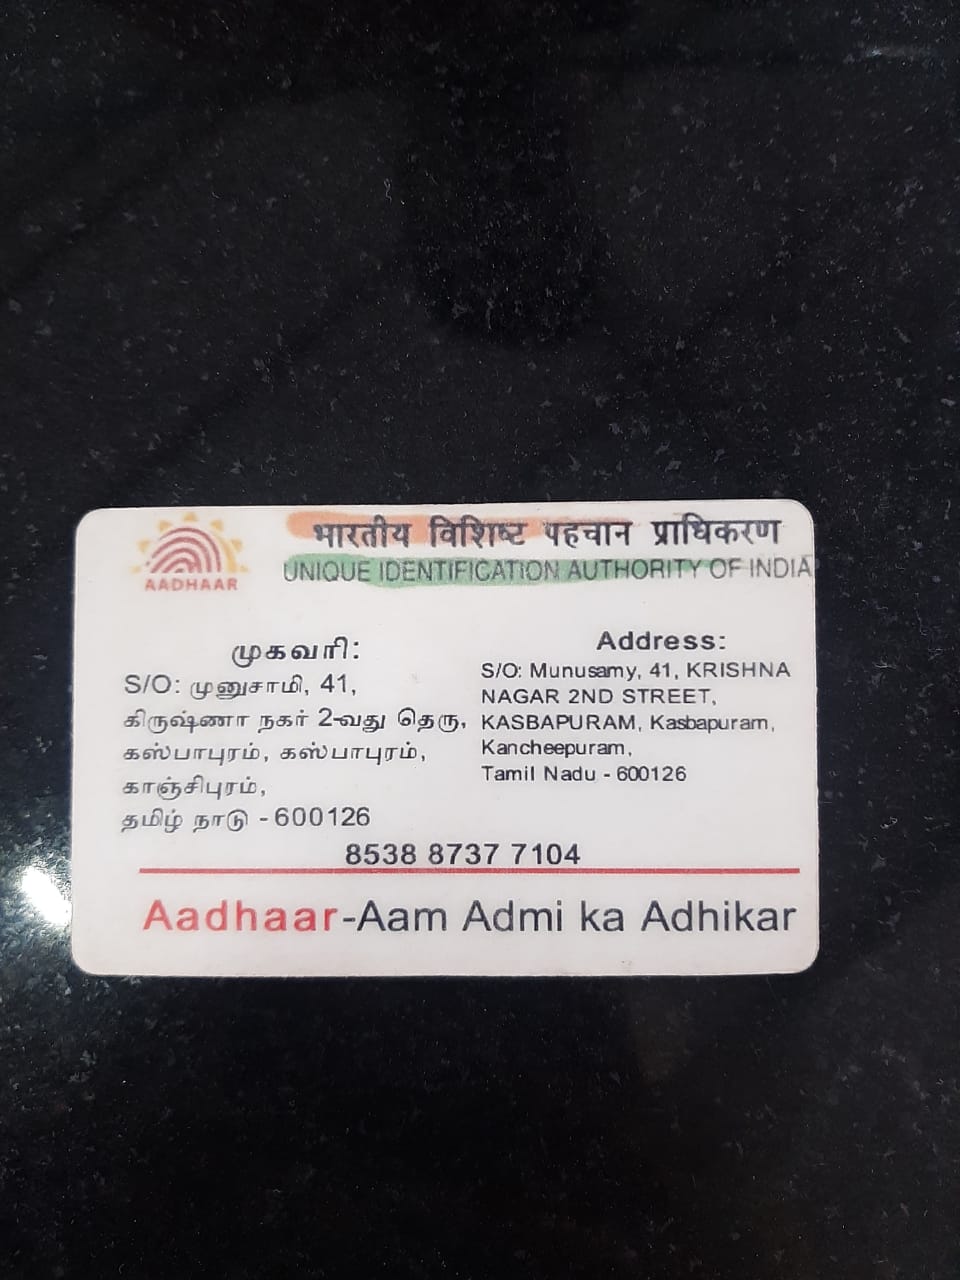 AADHAAR
भारतीय विशिष्ट पहचान प्राधिकरण
UNIQUE IDENTIFICATION AUTHORITY OF INDIA
முகவரி:
S/O: முனுசாமி, 41,
கிருஷ்ணா நகர் 2-வது தெரு,
கஸ்பாபுரம், கஸ்பாபுரம்,
காஞ்சிபுரம்,
தமிழ் நாடு - 600126
Address:
S/O: Munusamy, 41, KRISHNA
NAGAR 2ND STREET,
KASBAPURAM, Kasbapuram,
Kancheepuram,
Tamil Nadu - 600126
8538 8737 7104
Aadhaar-Aam Admi ka Adhikar